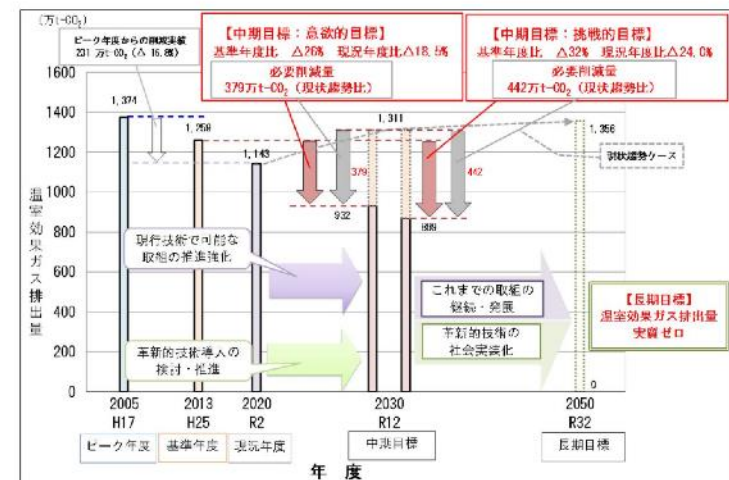 (万t-CO₂)
ピーク年度からの削減実績
231 万t-CO₂(△ 16.8%)
【中期目標:意欲的目標】
基準年度比 △26% 現況年度比△18.5%
必要削減量
379万t-CO₂(現状趨勢比)
【中期目標:挑戦的目標】
基準年度比 △32% 現況年度比△24.0%
必要削減量
442万t-CO₂(現状趨勢比)
1600
1400
1200
1000
800
600
400
200
0
温室効果ガス排出量
1,374
1,259
1,143
1,311
379
442
932
869
1,356
現状趨勢ケース
現行技術で可能な
取組の推進強化
革新的技術導入の
検討・推進
これまでの取組の
継続・発展
革新的技術の
社会実装化
【長期目標】
温室効果ガス排出量
実質ゼロ
0
2005 2013 2020 2030 2050
H17 H25 R2 R12 R32
ピーク年度 基準年度 現況年度 中期目標 長期目標
年 度